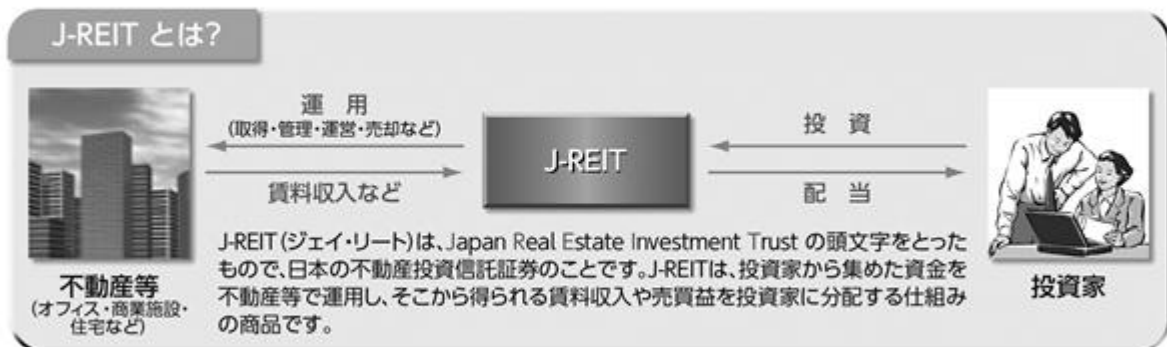 J-REIT とは?
運 用
(取得・管理・運営・売却など)
賃料収入など
J-REIT
投 資
配 当
不動産等
(オフィス・商業施設・
住宅など)
J-REIT(ジェイ・リート)は、Japan Real Estate Investment Trust の頭文字をとった
もので、日本の不動産投資信託証券のことです。J-REITは、投資家から集めた資金を
不動産等で運用し、そこから得られる賃料収入や売買益を投資家に分配する仕組み
の商品です。
投資家